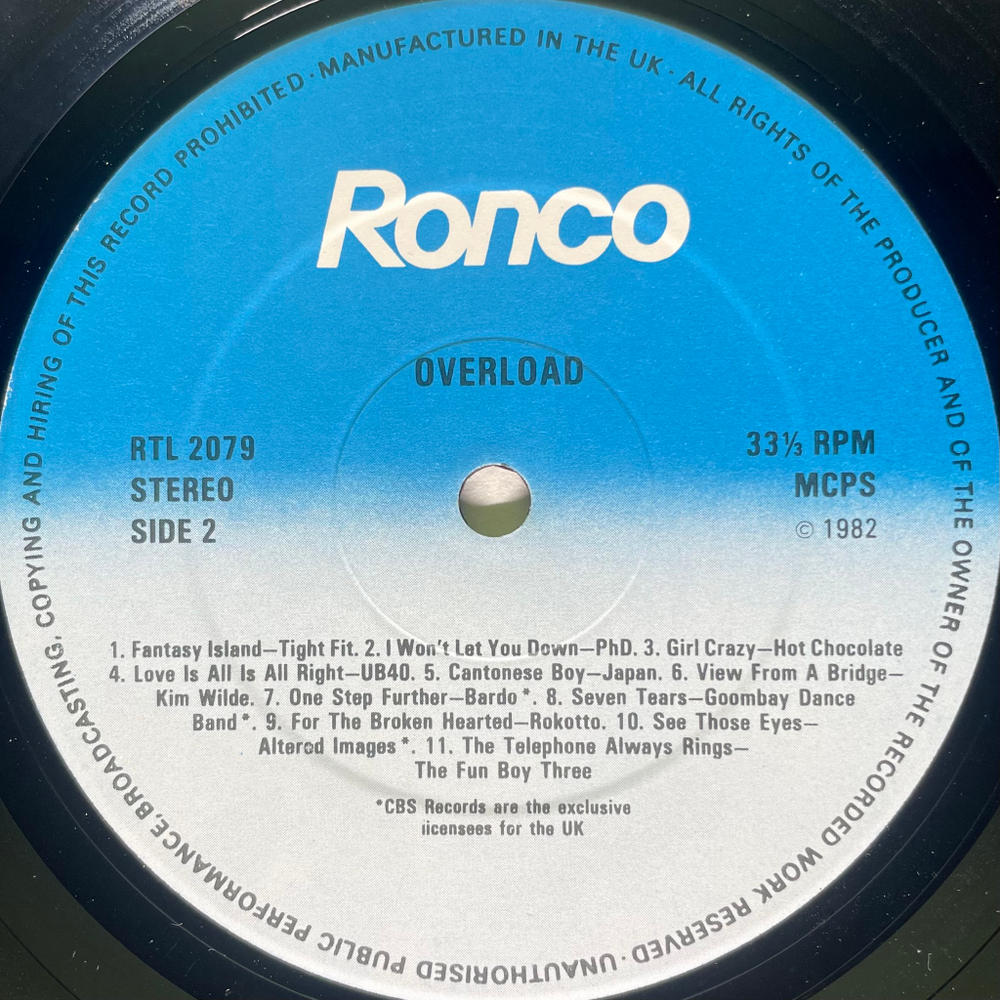 MANUFACTURED IN THE UK · ALL RIGHTS OF THE PRODUCER AND OF THE OWNER OF THE RECORDED WORK RESERVED · UNAUTHORISED PUBLIC PERFORMANCE, BROADCASTING, COPYING AND HIRING OF THIS RECORD PROHIBITED ·
Ronco
OVERLOAD
RTL 2079
STEREO
SIDE 2
33⅓ RPM
MCPS
© 1982
1. Fantasy Island—Tight Fit. 2. I Won't Let You Down—PhD. 3. Girl Crazy—Hot Chocolate
4. Love Is All Is All Right—UB40. 5. Cantonese Boy—Japan. 6. View From A Bridge—
Kim Wilde. 7. One Step Further—Bardo*. 8. Seven Tears—Goombay Dance
Band*. 9. For The Broken Hearted—Rokotto. 10. See Those Eyes—
Altered Images*. 11. The Telephone Always Rings—
The Fun Boy Three
*CBS Records are the exclusive
licensees for the UK